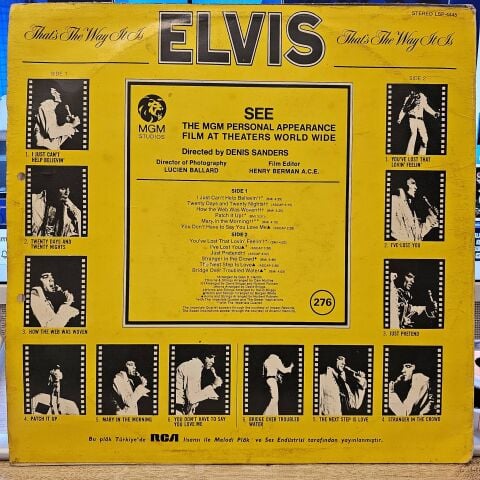 STEREO LSP-4445
That's The Way It Is
ELVIS
That's The Way It Is
SIDE 1
SIDE 2
MGM
STUDIOS
SEE
THE MGM PERSONAL APPEARANCE
FILM AT THEATERS WORLD WIDE
Directed by DENIS SANDERS
Director of Photography
LUCIEN BALLARD
Film Editor
HENRY BERMAN A.C.E.
SIDE 1
I Just Can't Help Believin'
Twenty Days and Twenty Nights
How the Web Was Woven
Patch It Up
Mary in the Morning
You Don't Have To Say You Love Me
SIDE 2
You've Lost That Lovin' Feelin'
I've Lost You
Just Pretend
Stranger in the Crowd
The Next Step Is Love
Bridge Over Troubled Water
276
1. I JUST CAN'T
HELP BELIEVIN'
2. TWENTY DAYS AND
TWENTY NIGHTS
3. HOW THE WEB WAS WOVEN
1. YOU'VE LOST THAT
LOVIN' FEELIN'
2. I'VE LOST YOU
3. JUST PRETEND
4. PATCH IT UP
5. MARY IN THE MORNING
6. YOU DON'T HAVE TO SAY
YOU LOVE ME
6. BRIDGE OVER TROUBLED
WATER
5. THE NEXT STEP IS LOVE
4. STRANGER IN THE CROWD
Bu plâk Türkiye'de RCA lisansı ile Melodi Plâk ve Ses Endüstrisi tarafından yayınlanmıştır.